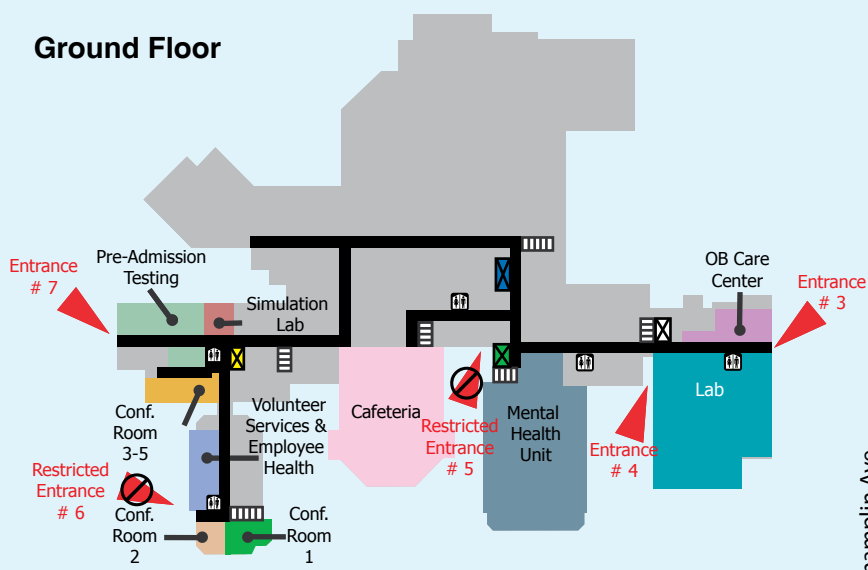 Ground Floor
Pre-Admission
Testing
Entrance
# 7
Simulation
Lab
OB Care
Center
Entrance
# 3
Conf.
Room
3-5
Volunteer
Services &
Employee
Health
Cafeteria
Restricted
Entrance
# 5
Mental
Health
Unit
Entrance
# 4
Lab
Restricted
Entrance
# 6
Conf.
Room
2
Conf.
Room
1
Ave